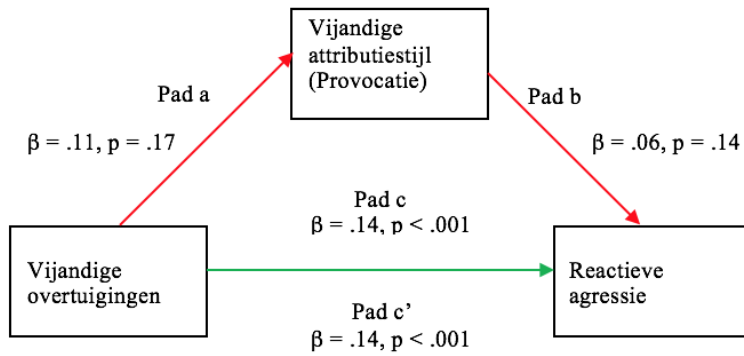 Vijandige
attributiestijl
(Provocatie)
Pad a
Pad b
β = .11, p = .17
β = .06, p = .14
Pad c
β = .14, p < .001
Vijandige
overtuigingen
Reactieve
agressie
Pad c’
β = .14, p < .001